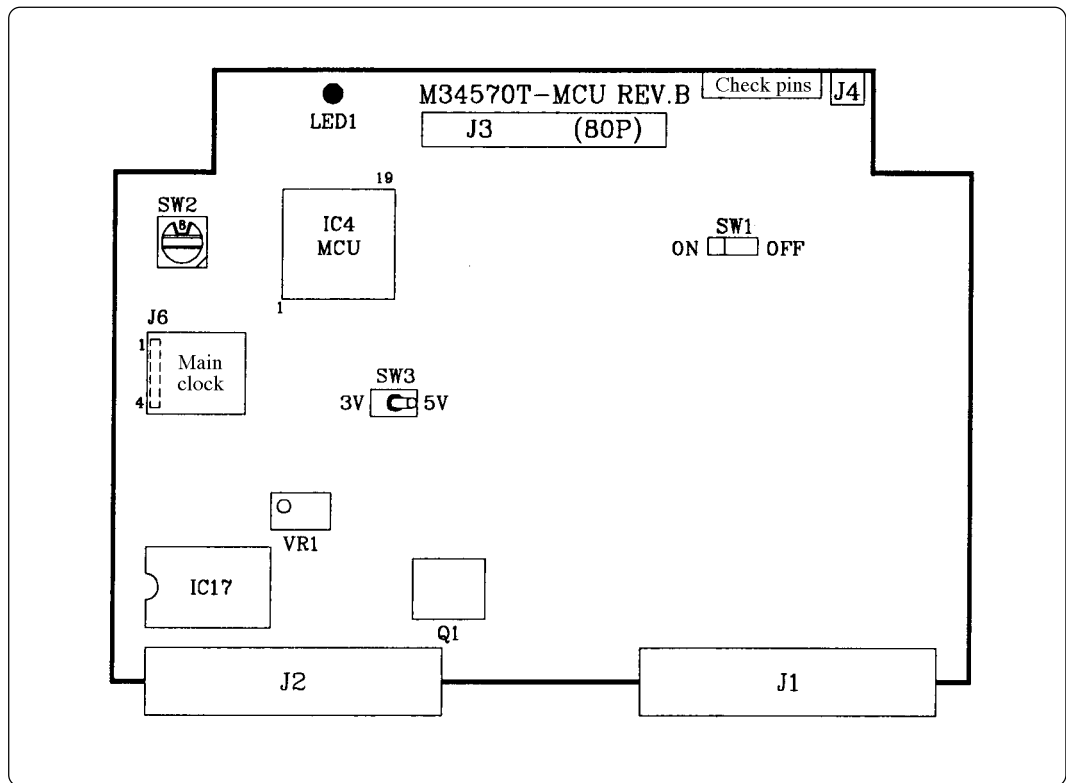 Check pins
J4
M34570T-MCU REV.B
LED1
J3 (80P)
SW2
8
19
IC4
MCU
1
SW1
ON OFF
J6
1
Main
clock
4
SW3
3V 5V
VR1
IC17
Q1
J2
J1